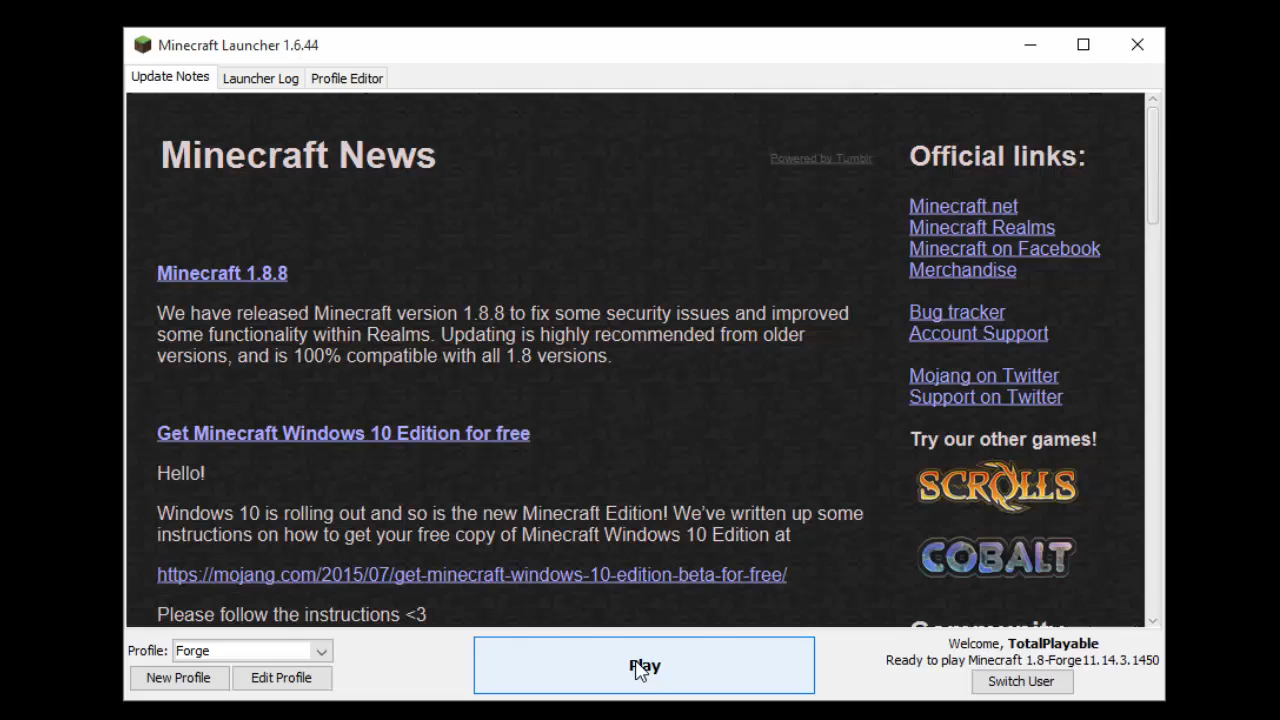 Minecraft Launcher 1.6.44
Update Notes Launcher Log Profile Editor
Minecraft News
Powered by Tumblr
Minecraft 1.8.8
We have released Minecraft version 1.8.8 to fix some security issues and improved
some functionality within Realms. Updating is highly recommended from older
versions, and is 100% compatible with all 1.8 versions.
Get Minecraft Windows 10 Edition for free
Hello!
Windows 10 is rolling out and so is the new Minecraft Edition! We've written up some
instructions on how to get your free copy of Minecraft Windows 10 Edition at
https://mojang.com/2015/07/get-minecraft-windows-10-edition-beta-for-free/
Please follow the instructions <3
Official links:
Minecraft.net
Minecraft Realms
Minecraft on Facebook
Merchandise
Bug tracker
Account Support
Mojang on Twitter
Support on Twitter
Try our other games!
SCROLLS
COBALT
Community
Profile: Forge
New Profile Edit Profile
Play
Welcome, TotalPlayable
Ready to play Minecraft 1.8-Forge11.14.3.1450
Switch User